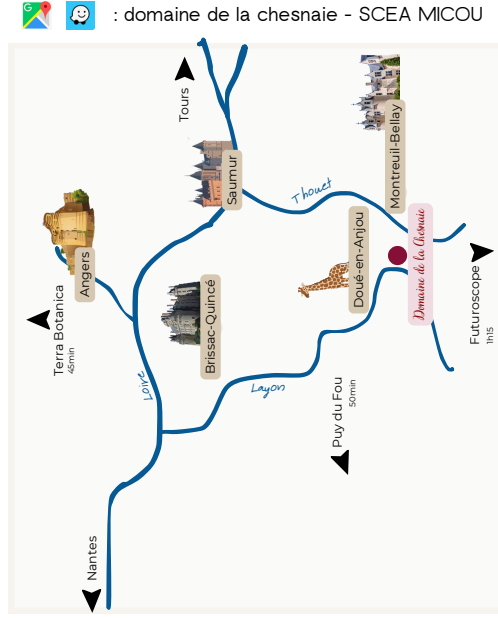 : domaine de la chesnaie - SCEA MICOU
G
Tours
Saumur
Thouet
Montreuil-Bellay
Angers
Terra Botanica
45min
Brissac-Quincé
Doué-en-Anjou
Domaine de la Chesnaie
Futuroscope
1h15
Loire
Layon
Puy du Fou
50min
Nantes